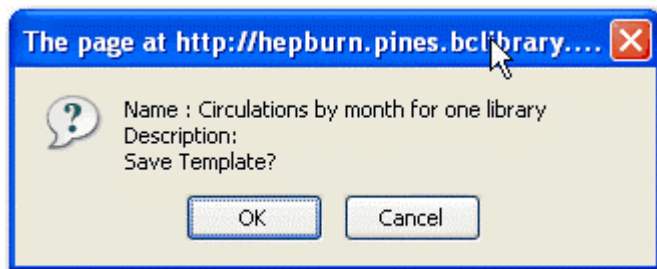 The page at http://hepburn.pines.bclibrary....
?
Name : Circulations by month for one library
Description:
Save Template?
OK Cancel